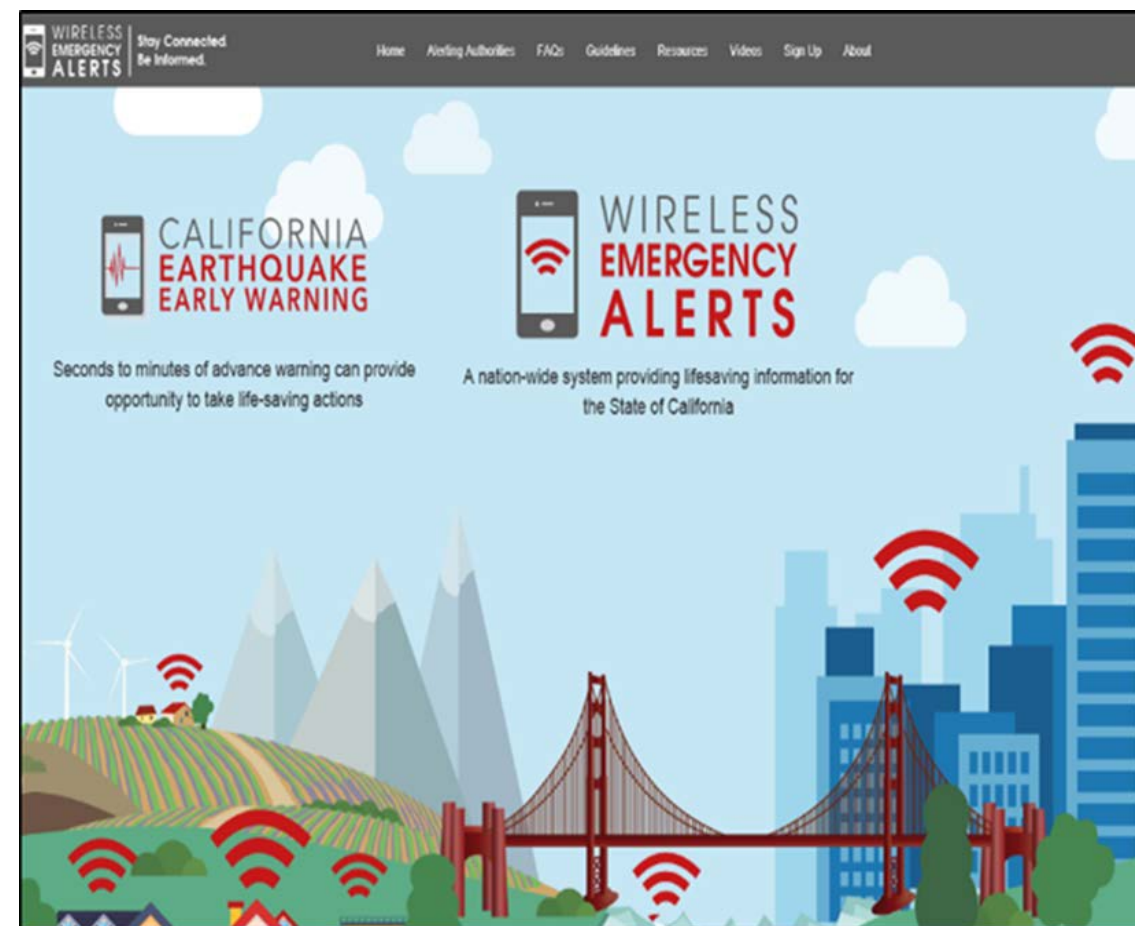 WIRELESS
EMERGENCY
ALERTS
Stay Connected.
Be Informed.
Home Alerting Authorities FAQs Guidelines Resources Videos Sign Up About
CALIFORNIA
EARTHQUAKE
EARLY WARNING
Seconds to minutes of advance warning can provide
opportunity to take life-saving actions
WIRELESS
EMERGENCY
ALERTS
A nation-wide system providing lifesaving information for
the State of California